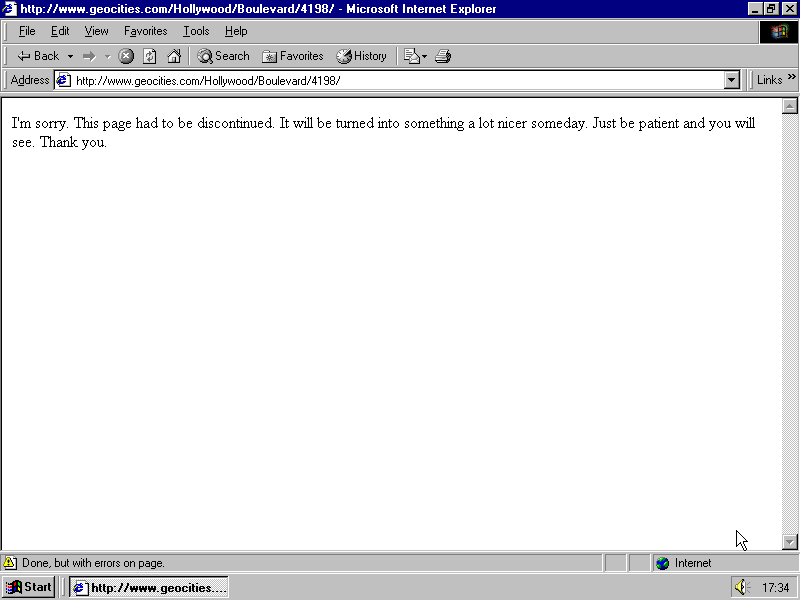 http://www.geocities.com/Hollywood/Boulevard/4198/ - Microsoft Internet Explorer
File Edit View Favorites Tools Help
Back Search Favorites History
Address http://www.geocities.com/Hollywood/Boulevard/4198/ Links »
I'm sorry. This page had to be discontinued. It will be turned into something a lot nicer someday. Just be patient and you will
see. Thank you.
Done, but with errors on page. Internet
Start http://www.geocities.... 17:34